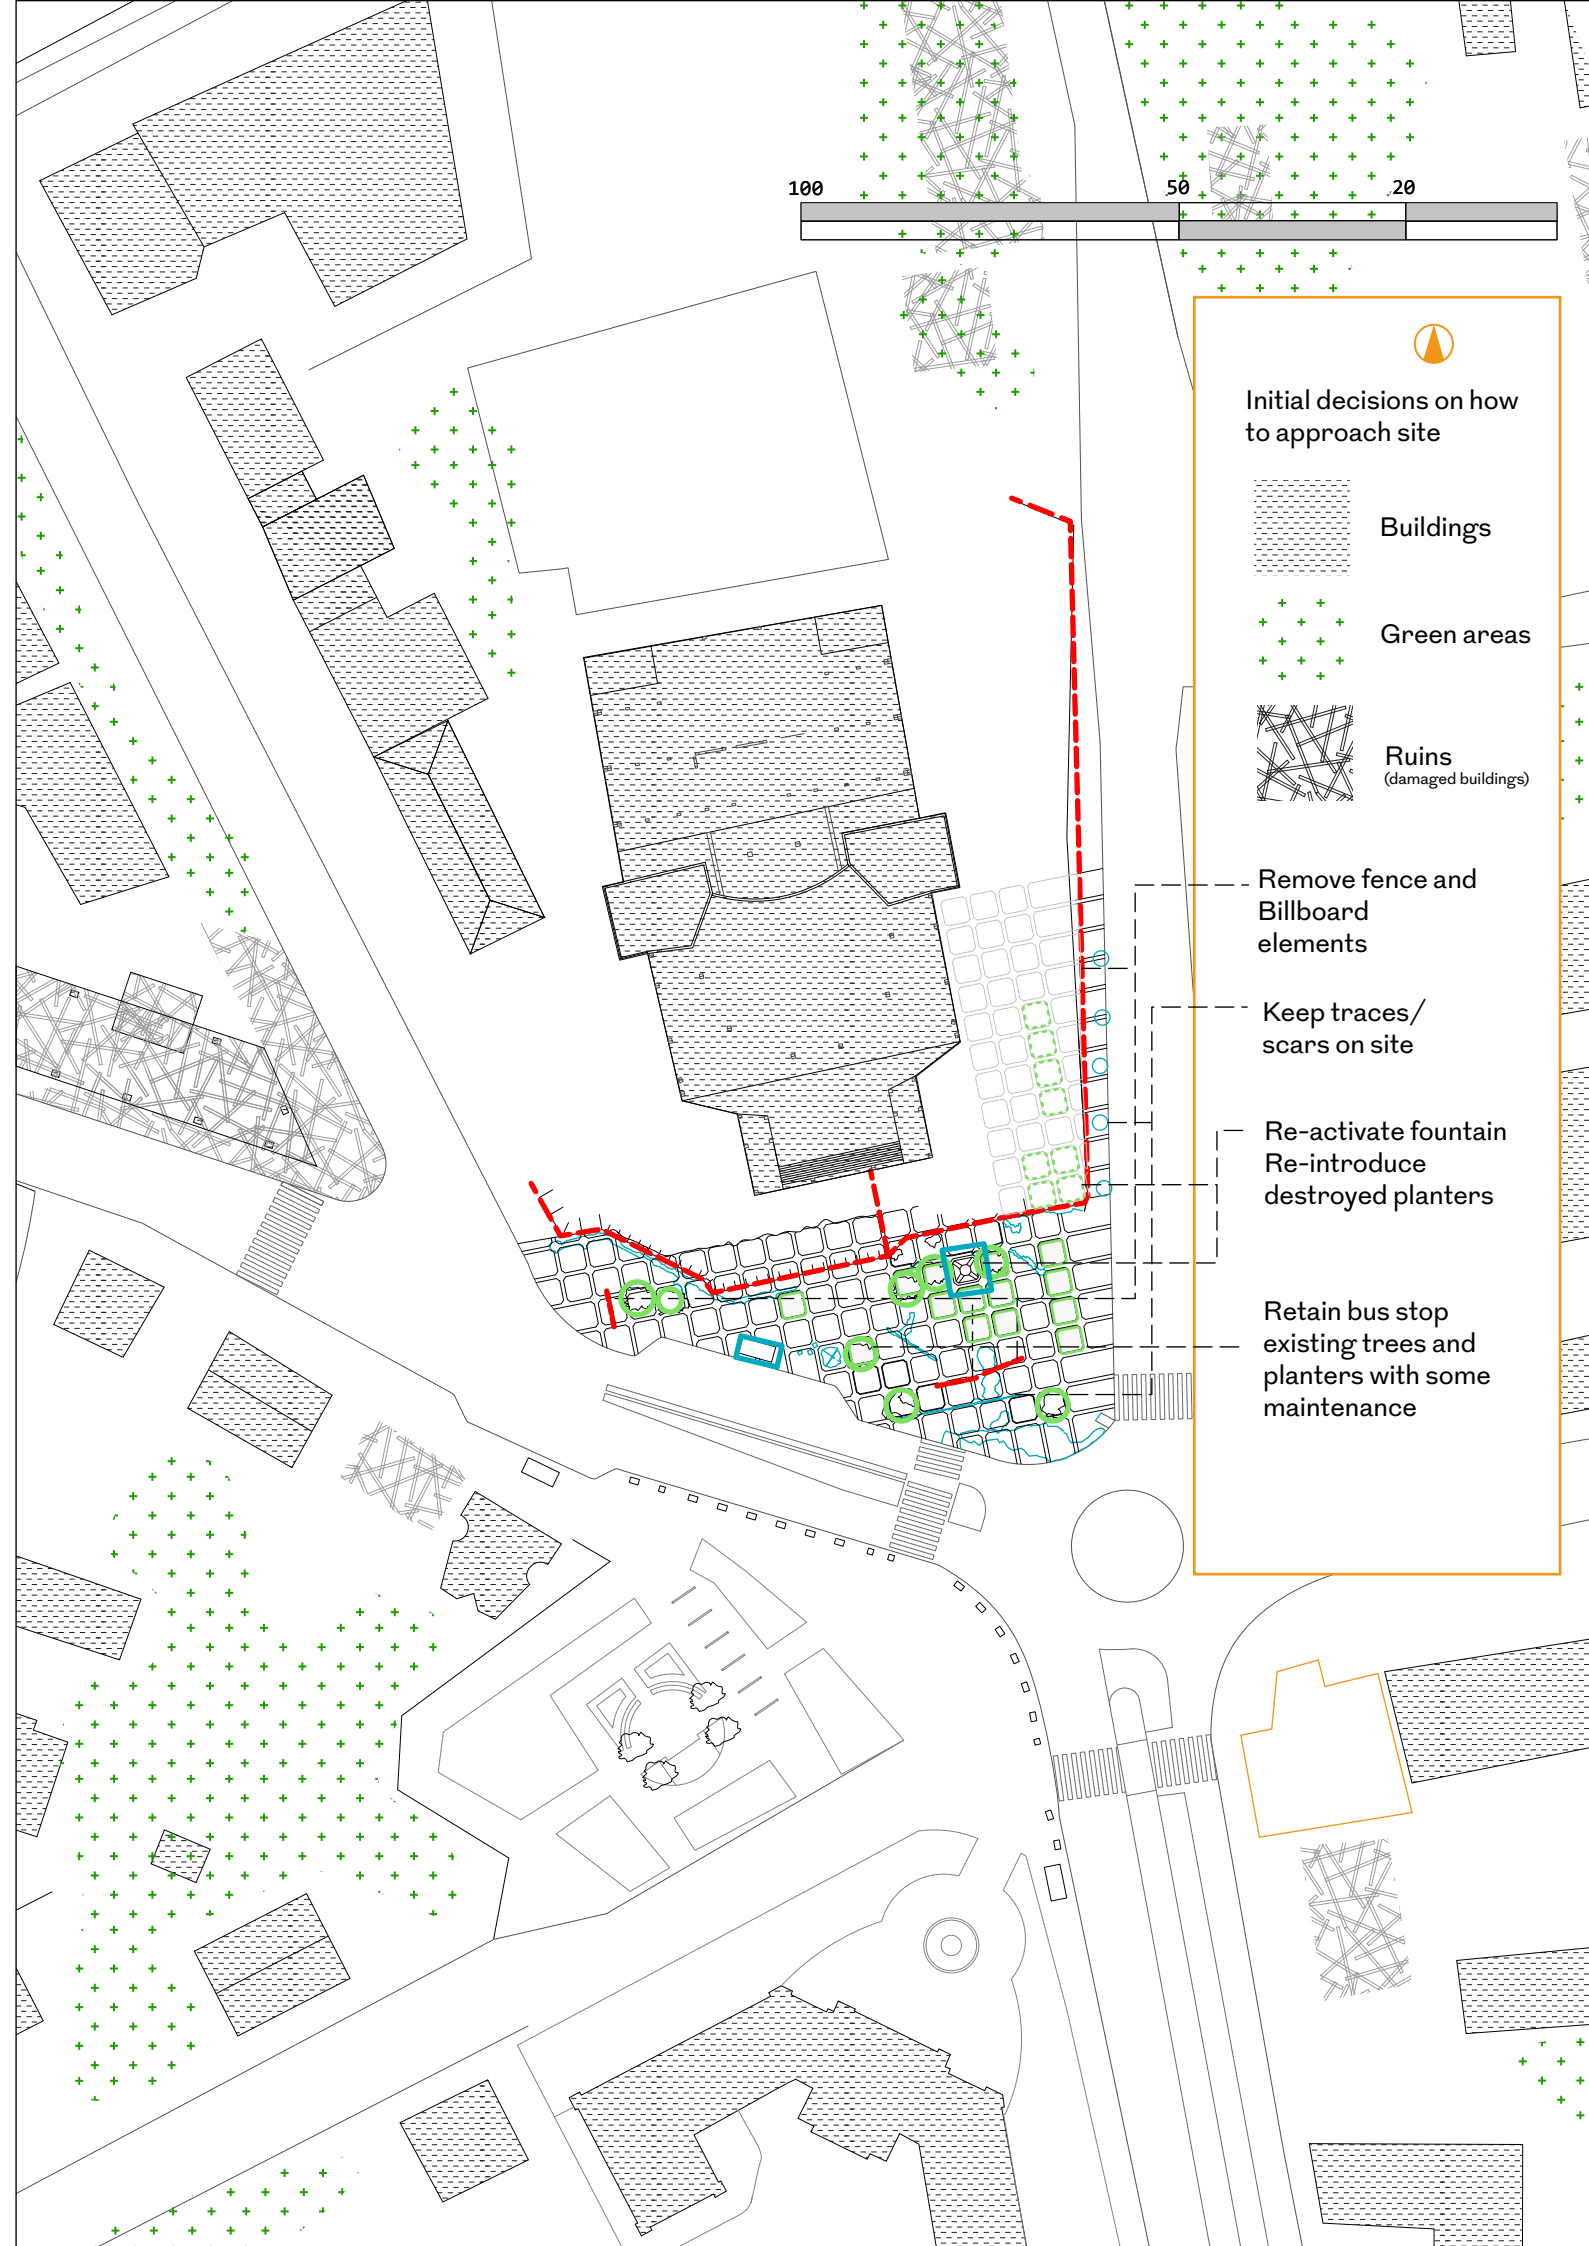 100 50 20
Initial decisions on how
to approach site
Buildings
Green areas
Ruins
(damaged buildings)
Remove fence and
Billboard
elements
Keep traces/
scars on site
Re-activate fountain
Re-introduce
destroyed planters
Retain bus stop
existing trees and
planters with some
maintenance